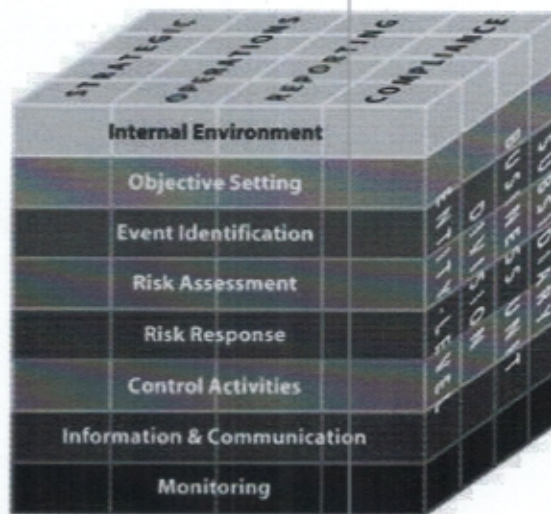 STRATEGIC
OPERATIONS
REPORTING
COMPLIANCE
Internal Environment
Objective Setting
Event Identification
Risk Assessment
Risk Response
Control Activities
Information & Communication
Monitoring
ENTITY-LEVEL
DIVISION
BUSINESS UNIT
SUBSIDIARY